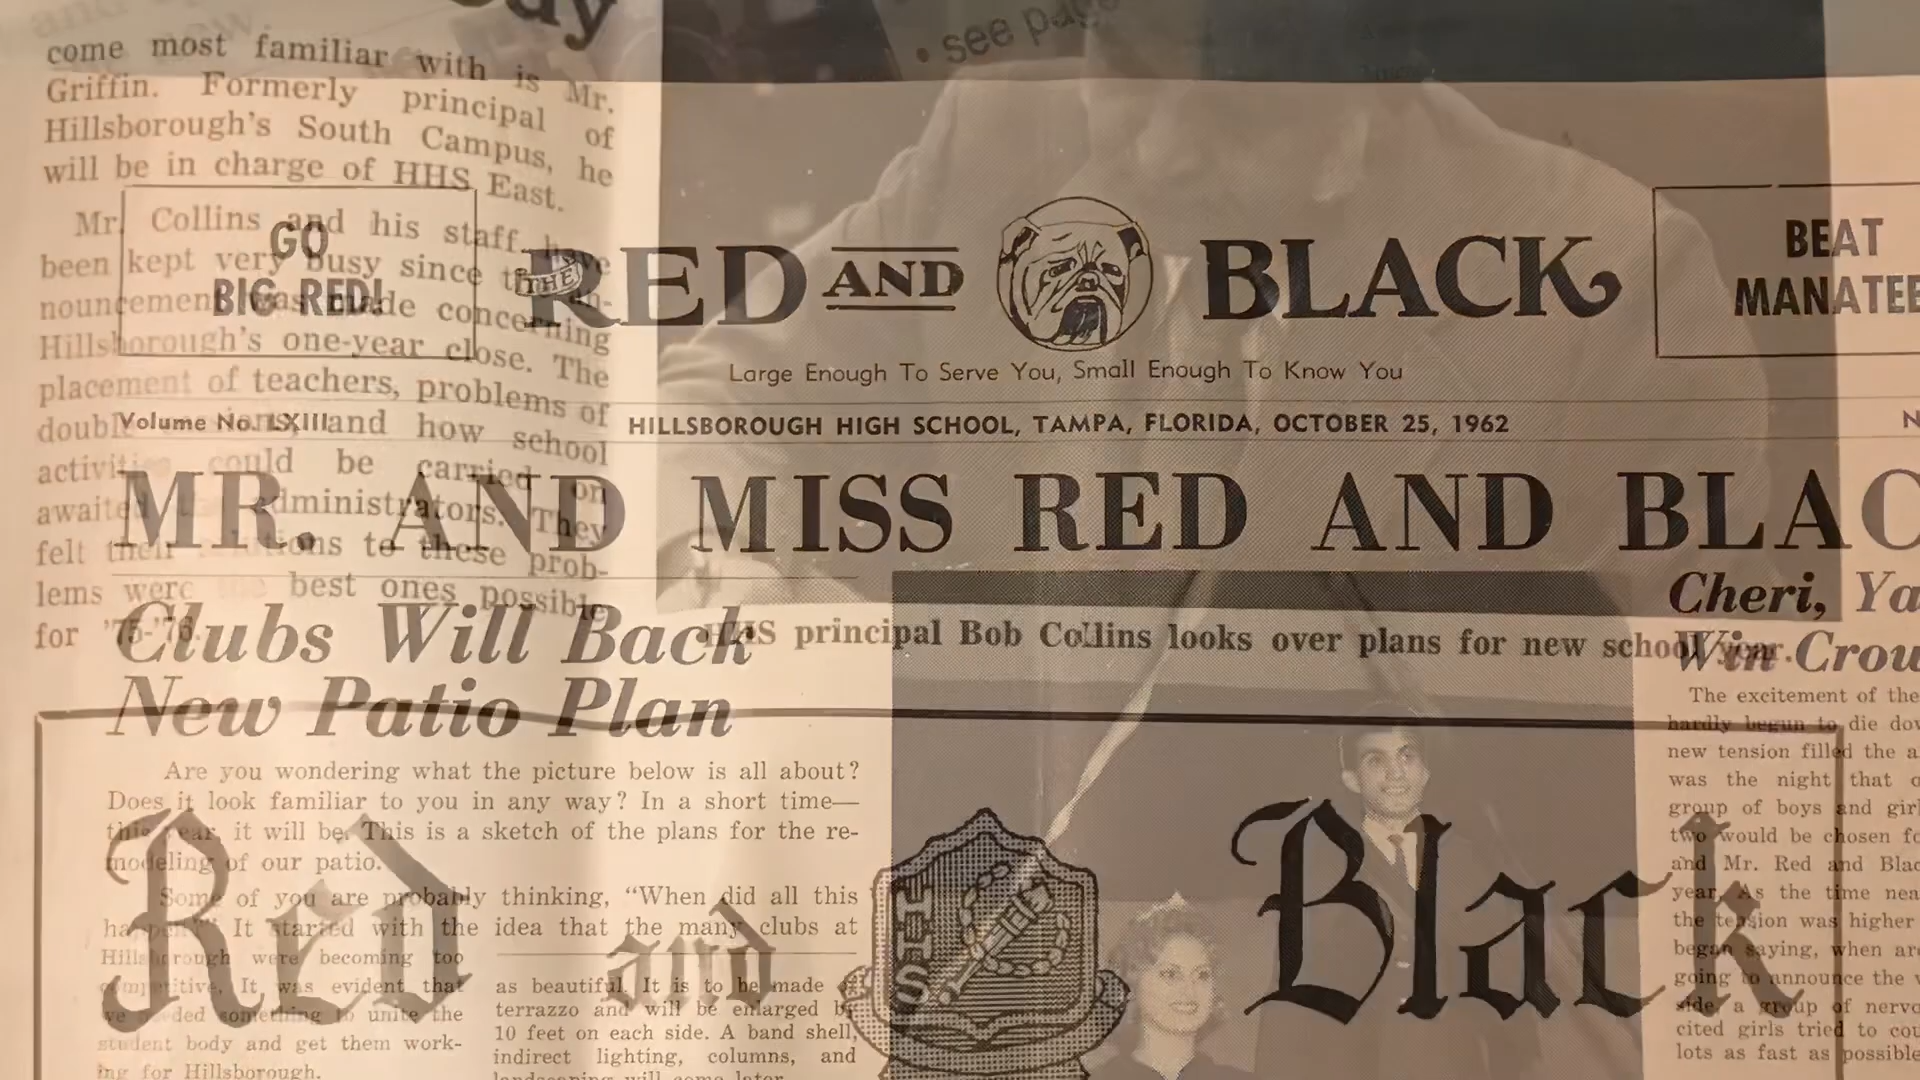 • see pag
come most familiar with is Mr.
Griffin. Formerly principal of
Hillsborough's South Campus, he
will be in charge of HHS East.
Mr. Collins and his staff have
been kept very busy since the an-
nouncement was made concerning
Hillsborough's one-year close. The
placement of teachers, problems of
and how school
activities could be carried on
awaited administrators. They
felt their solutions to these prob-
lems were the best ones possible
for '75-'76.
GO
BIG RED!
THE RED AND BLACK
BEAT
MANATEE
Large Enough To Serve You, Small Enough To Know You
Volume No. LXIII
HILLSBOROUGH HIGH SCHOOL, TAMPA, FLORIDA, OCTOBER 25, 1962
N
MR. AND MISS RED AND BLAC
HHS principal Bob Collins looks over plans for new school year.
Clubs Will Back
New Patio Plan
Are you wondering what the picture below is all about?
Does it look familiar to you in any way? In a short time—
this year, it will be. This is a sketch of the plans for the re-
modeling of our patio.
Some of you are probably thinking, “When did all this
happen?” It started with the idea that the many clubs at
Hillsborough were becoming too
competitive. It was evident that
we needed something to unite the
student body and get them work-
ing for Hillsborough.
as beautiful. It is to be made of
terrazzo and will be enlarged by
10 feet on each side. A band shell,
indirect lighting, columns, and
landscaping will come later.
Cheri, Ya
Win Crow
The excitement of the
hardly begun to die dow
new tension filled the a
was the night that
group of boys and girl
two would be chosen fo
and Mr. Red and Blac
year. As the time nea
the tension was higher
began saying, when are
going to announce the
side, a group of nervo
cited girls tried to cou
lots as fast as possible
Red and Black
HHS